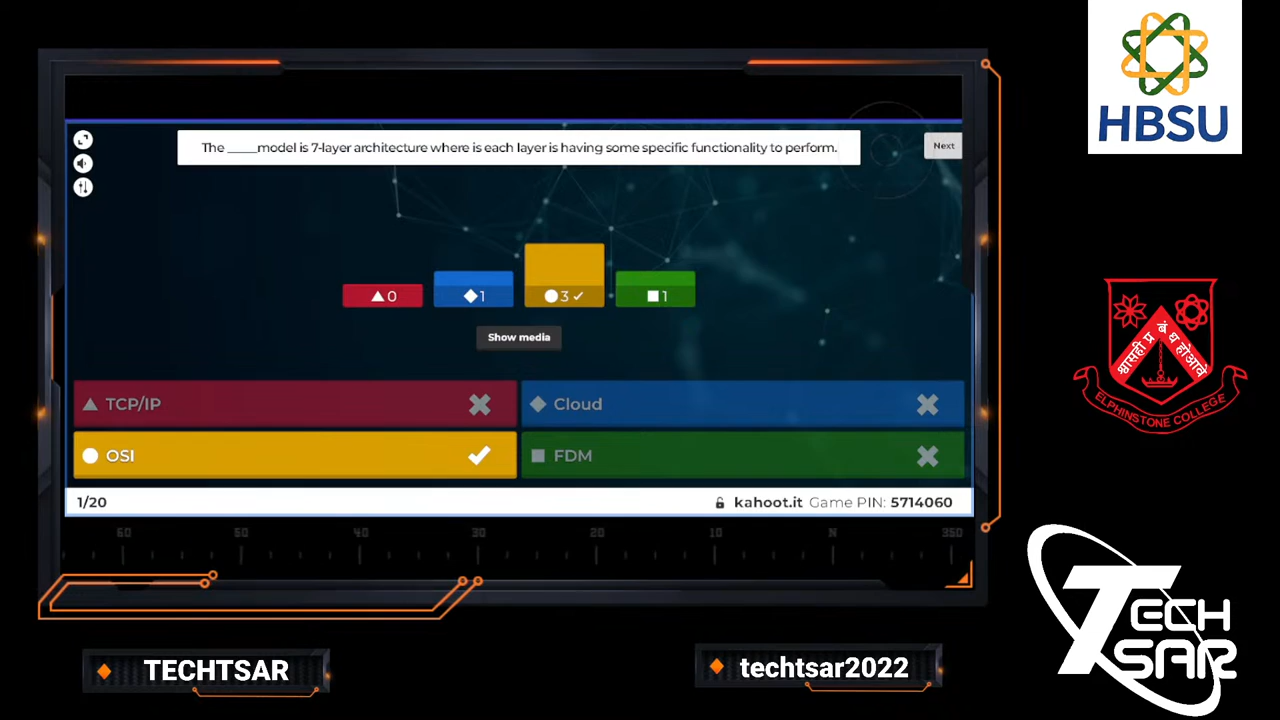 HBSU
The ____model is 7-layer architecture where is each layer is having some specific functionality to perform.
Next
0
1
3
1
Show media
TCP/IP
Cloud
OSI
FDM
1/20
kahoot.it Game PIN: 5714060
60 50 40 30 20 10 N 350
ELPHINSTONE COLLEGE
TECH
TSAR
TECHTSAR
techtsar2022